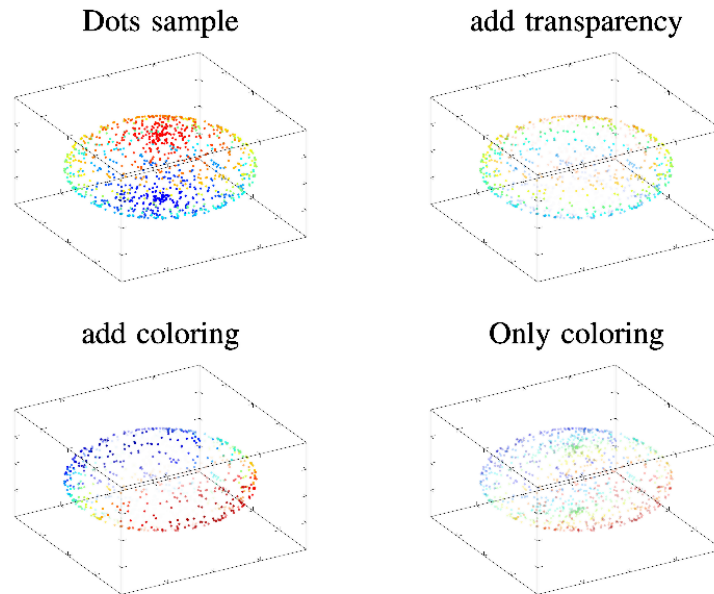 Dots sample
add transparency
add coloring
Only coloring